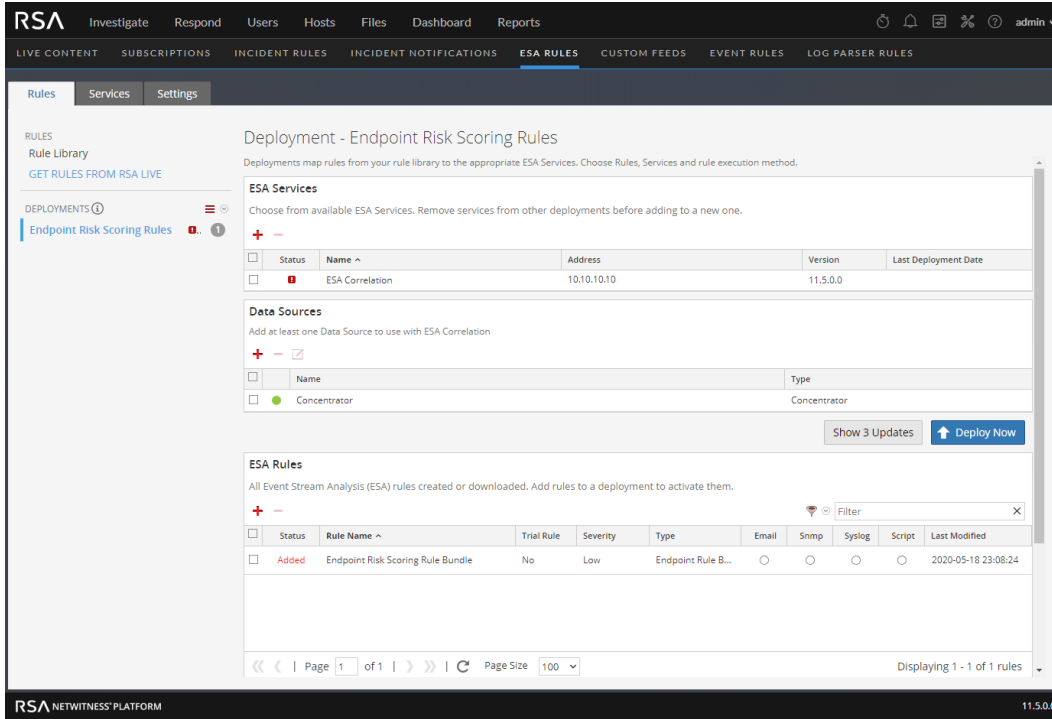 RSA Investigate Respond Users Hosts Files Dashboard Reports admin
LIVE CONTENT SUBSCRIPTIONS INCIDENT RULES INCIDENT NOTIFICATIONS ESA RULES CUSTOM FEEDS EVENT RULES LOG PARSER RULES
Rules Services Settings
RULES
Rule Library
GET RULES FROM RSA LIVE
DEPLOYMENTS
Endpoint Risk Scoring Rules .. 1
Deployment - Endpoint Risk Scoring Rules
Deployments map rules from your rule library to the appropriate ESA Services. Choose Rules, Services and rule execution method.
ESA Services
Choose from available ESA Services. Remove services from other deployments before adding to a new one.
Status Name Address Version Last Deployment Date
ESA Correlation 10.10.10.10 11.5.0.0
Data Sources
Add at least one Data Source to use with ESA Correlation
Name Type
Concentrator Concentrator
Show 3 Updates Deploy Now
ESA Rules
All Event Stream Analysis (ESA) rules created or downloaded. Add rules to a deployment to activate them.
Filter
Status Rule Name Trial Rule Severity Type Email Snmp Syslog Script Last Modified
Added Endpoint Risk Scoring Rule Bundle No Low Endpoint Rule B... 2020-05-18 23:08:24
Page 1 of 1 Page Size 100 Displaying 1 - 1 of 1 rules
RSA NETWITNESS® PLATFORM 11.5.0.